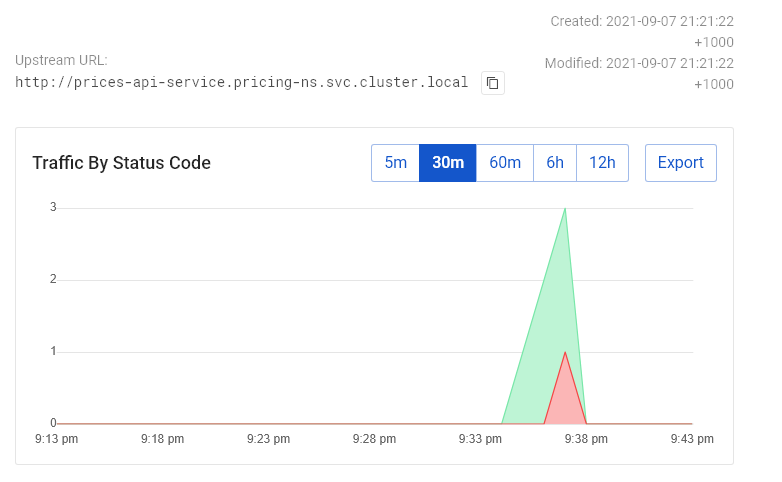 Created: 2021-09-07 21:21:22
+1000
Upstream URL:
Modified: 2021-09-07 21:21:22
http://prices-api-service.pricing-ns.svc.cluster.local
+1000
Traffic By Status Code
5m 30m 60m 6h 12h Export
3
2
1
0
9:13 pm 9:18 pm 9:23 pm 9:28 pm 9:33 pm 9:38 pm 9:43 pm